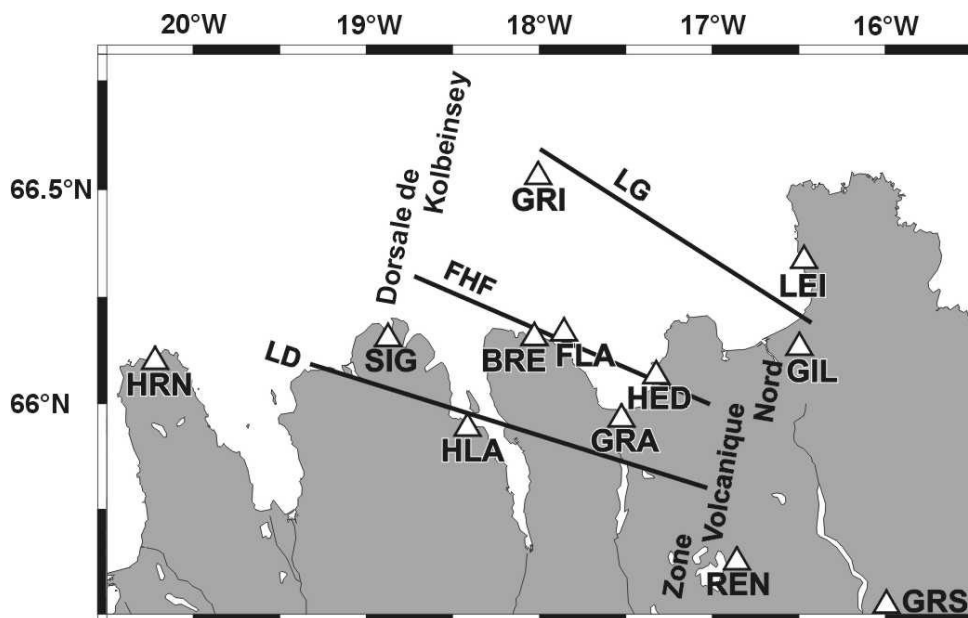 20°W
19°W
18°W
17°W
16°W
66.5°N
66°N
Dorsale de
Kolbeinsey
GRI
LG
LEI
FHF
LD
SIG
BRE
FLA
GIL
HRN
HED
HLA
GRA
Zone
Volcanique
Nord
REN
GRS